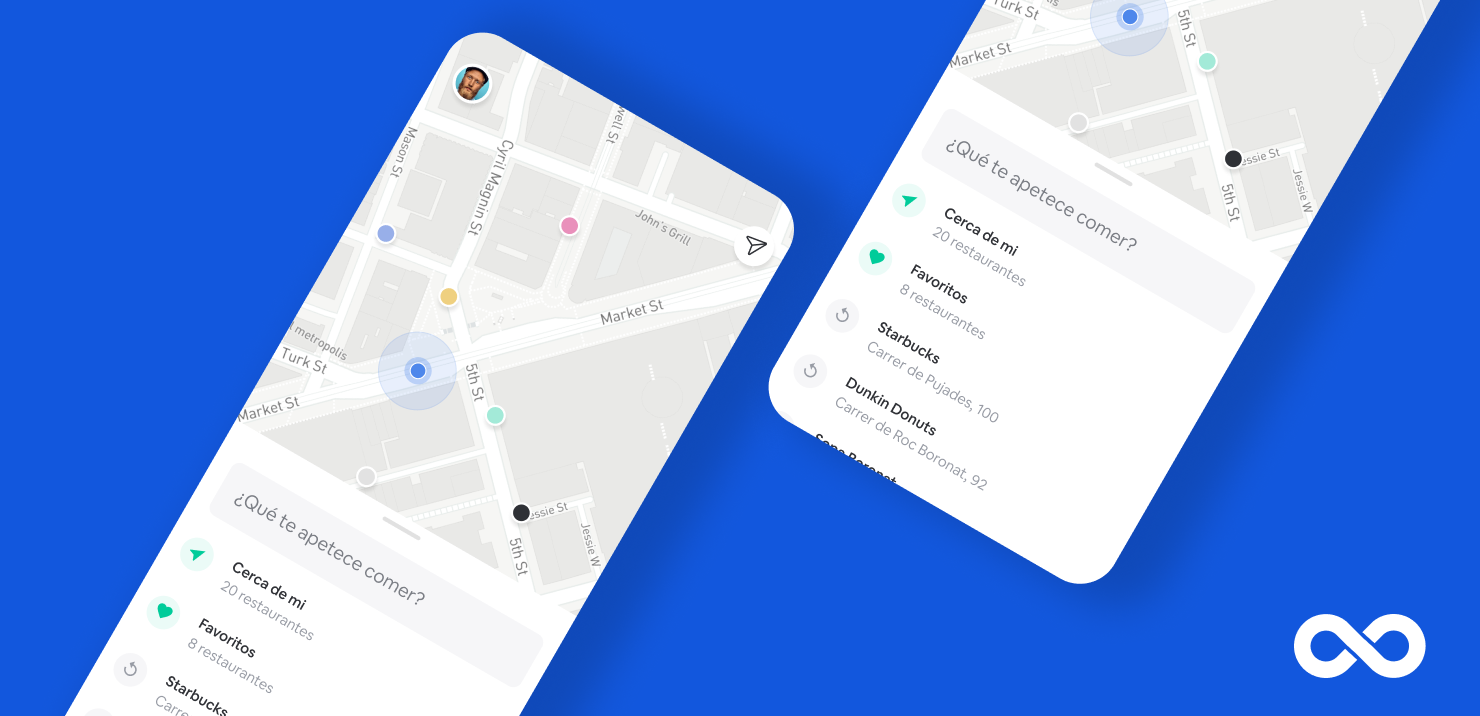 Mason St
Cyril Magnin St
well St
John's Grill
Market St
metropolis
Turk St
Market St
5th St
Jessie St
Jessie W
5th St
¿Qué te apetece comer?
Cerca de mi
20 restaurantes
Favoritos
8 restaurantes
Starbucks
Carre
Turk St
Market St
5th St
essie St
Jessie W
5th St
¿Qué te apetece comer?
Cerca de mi
20 restaurantes
Favoritos
8 restaurantes
Starbucks
Carrer de Pujades, 100
Dunkin Donuts
Carrer de Roc Boronat, 92